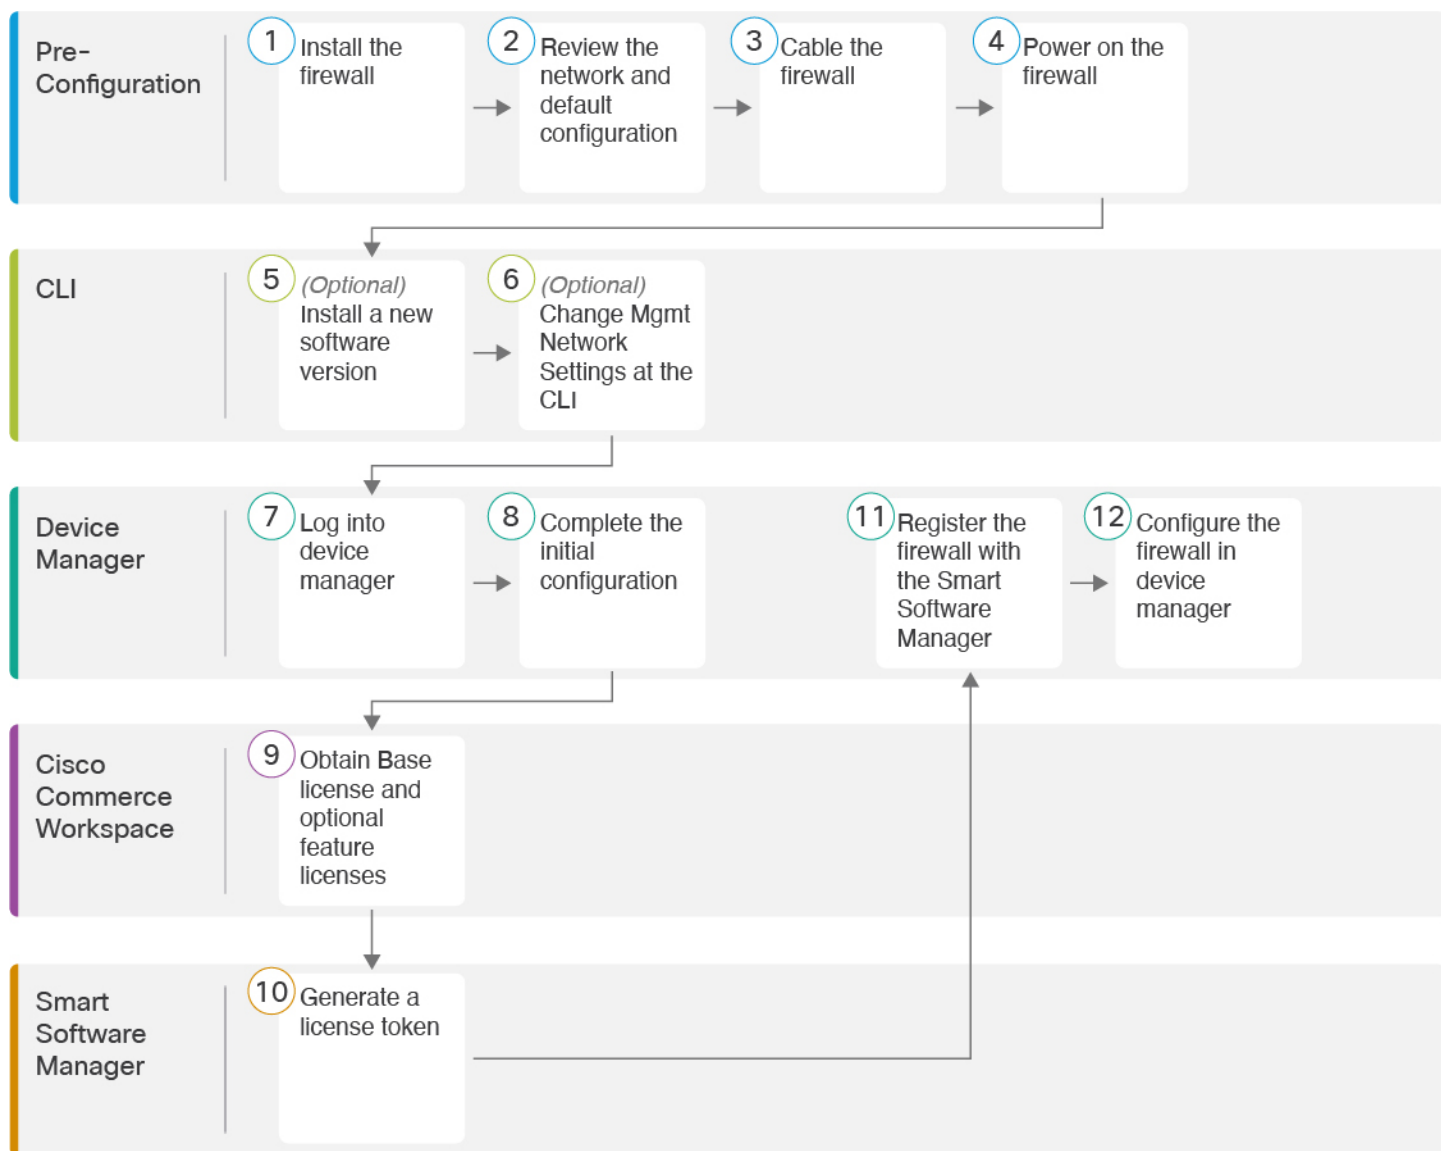 Pre-
Configuration
1
Install the
firewall
2
Review the
network and
default
configuration
3
Cable the
firewall
4
Power on the
firewall
CLI
5
(Optional)
Install a new
software
version
6
(Optional)
Change Mgmt
Network
Settings at the
CLI
Device
Manager
7
Log into
device
manager
8
Complete the
initial
configuration
11
Register the
firewall with
the Smart
Software
Manager
12
Configure the
firewall in
device
manager
Cisco
Commerce
Workspace
9
Obtain Base
license and
optional
feature
licenses
Smart
Software
Manager
10
Generate a
license token